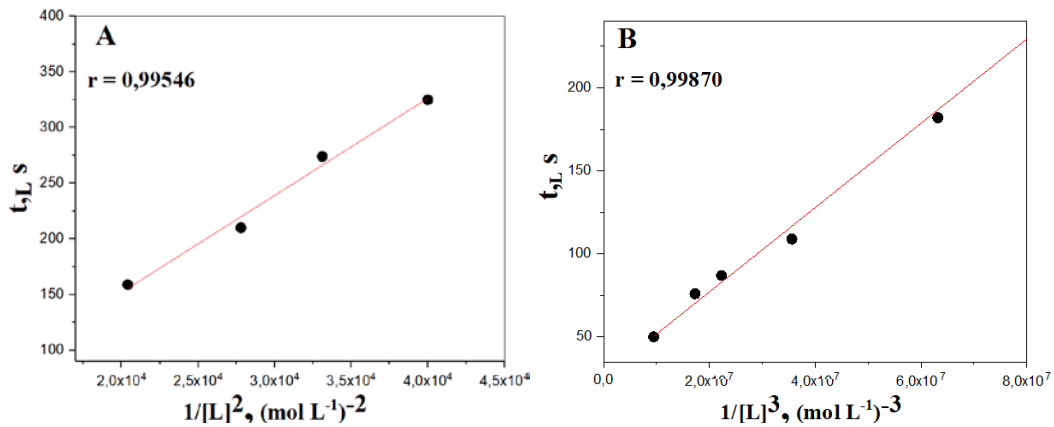 A
r = 0,99546
400
350
300
250
200
150
100
t,L s
2,0x10⁴
2,5x10⁴
3,0x10⁴
3,5x10⁴
4,0x10⁴
4,5x10⁴
1/[L]², (mol L⁻¹)⁻²
B
r = 0,99870
200
150
100
50
t,L s
0,0
2,0x10⁷
4,0x10⁷
6,0x10⁷
8,0x10⁷
1/[L]³, (mol L⁻¹)⁻³